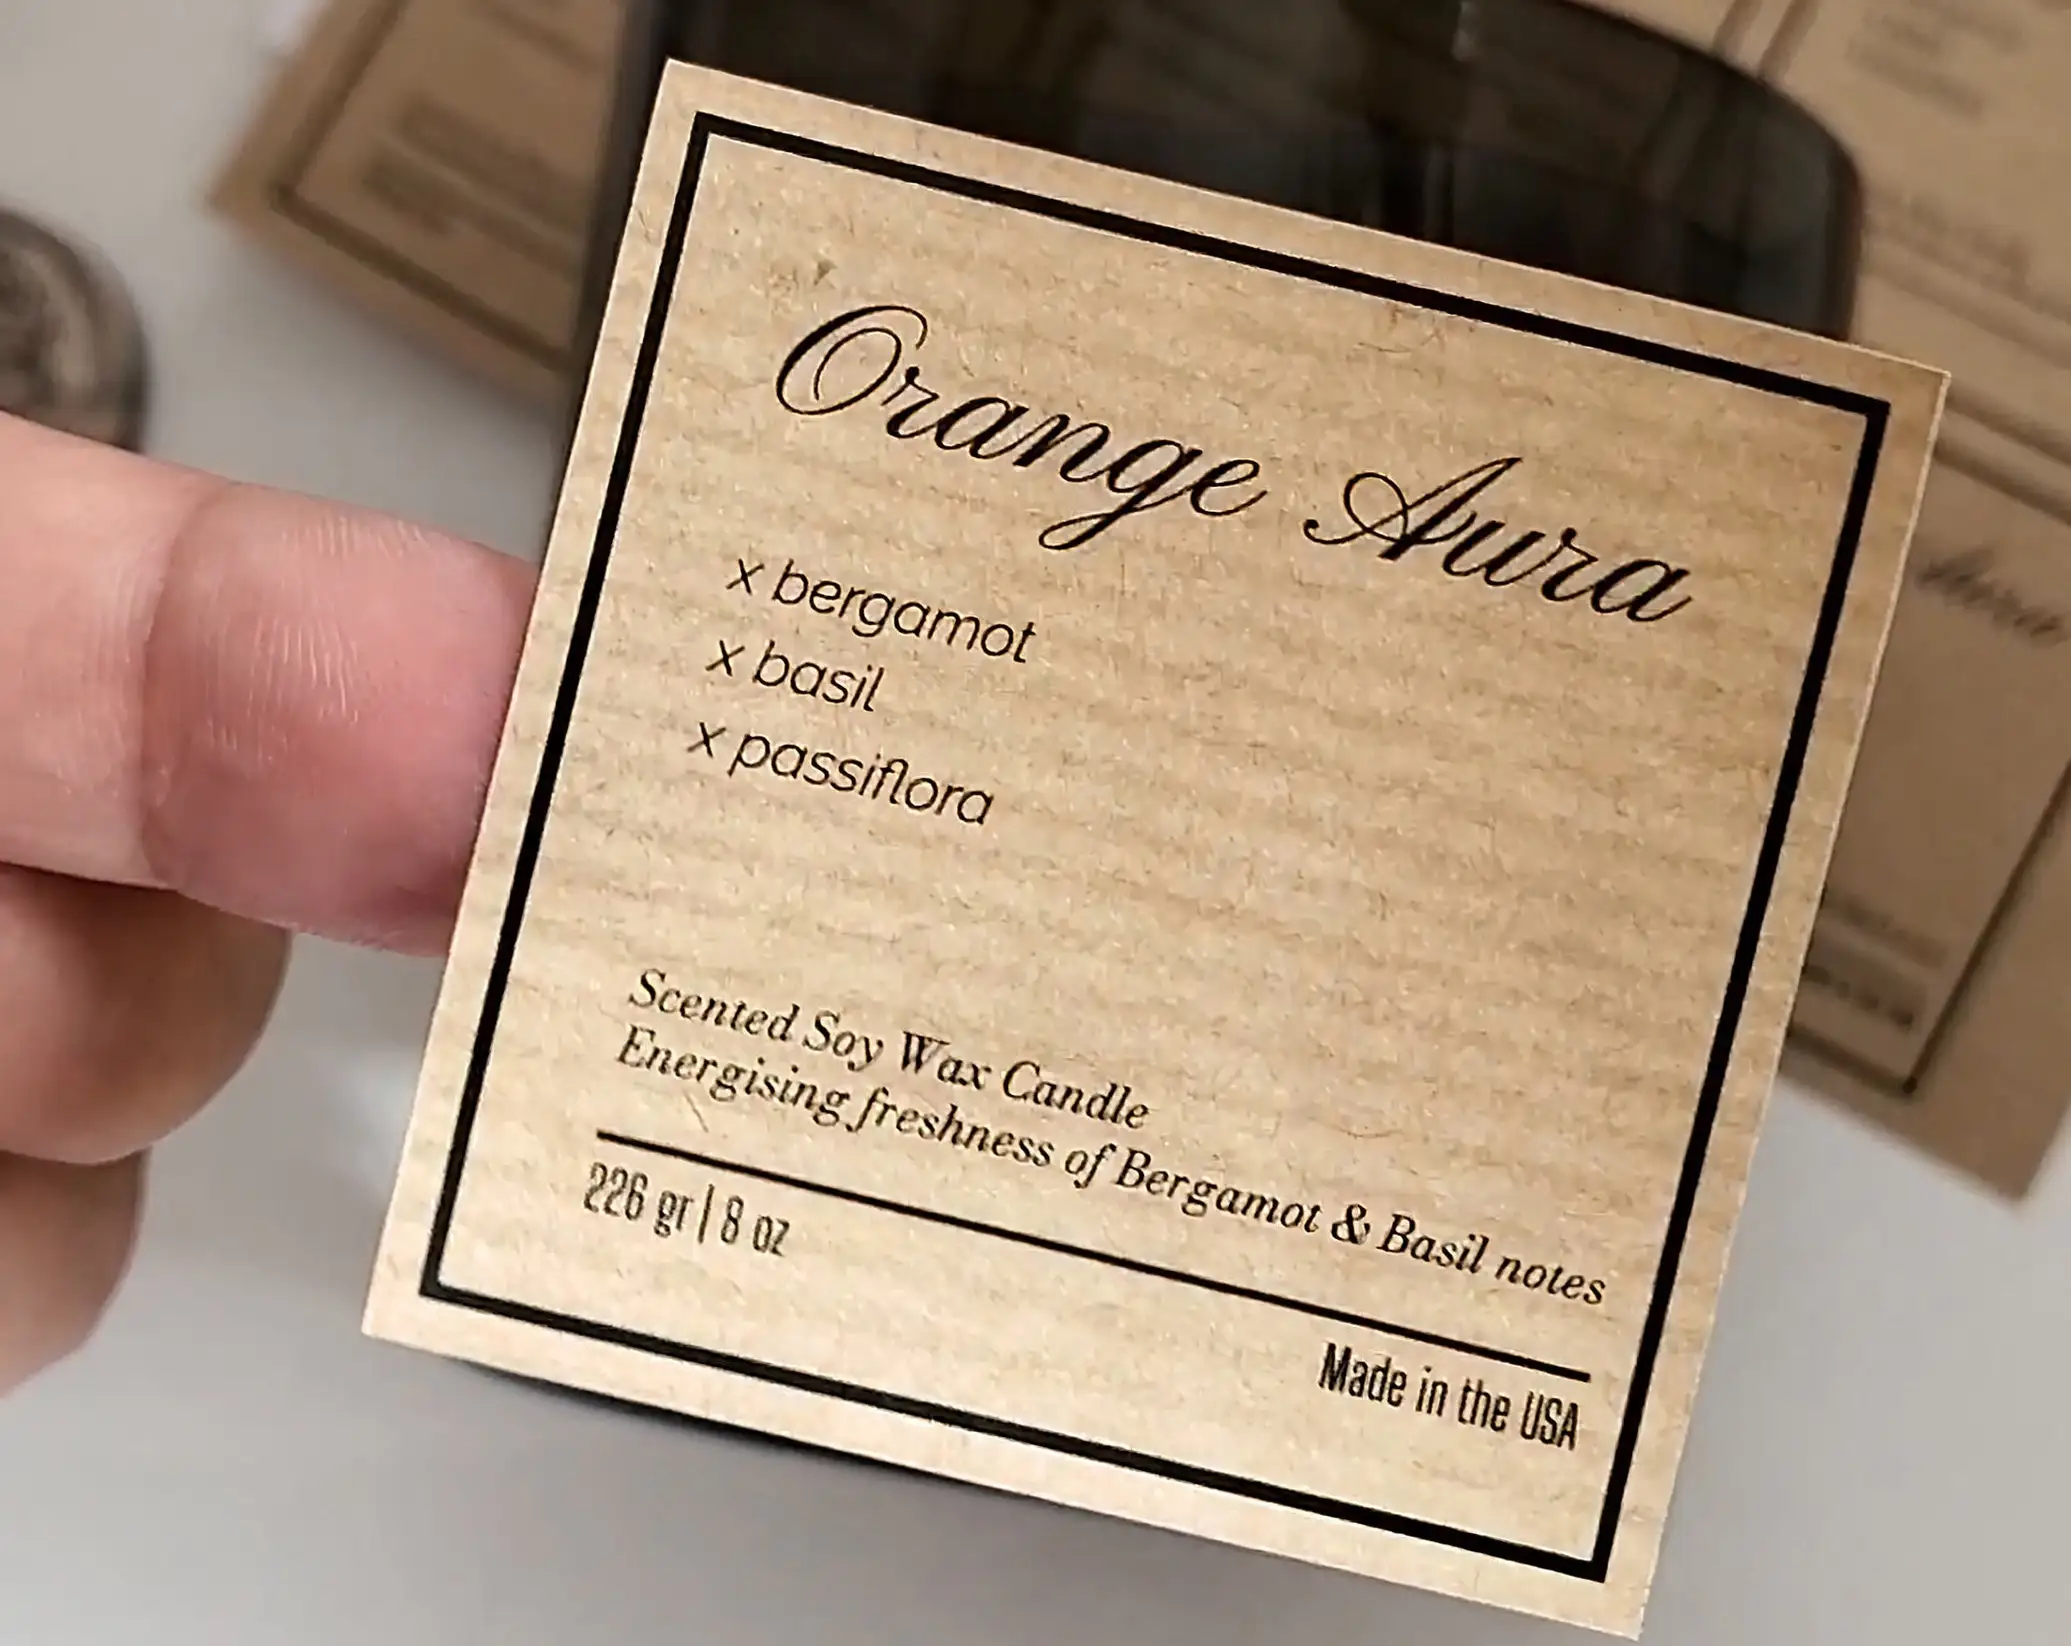 Orange Aura
x bergamot
x basil
x passiflora
Scented Soy Wax Candle
Energising freshness of Bergamot & Basil notes
226 gr | 8 oz
Made in the USA